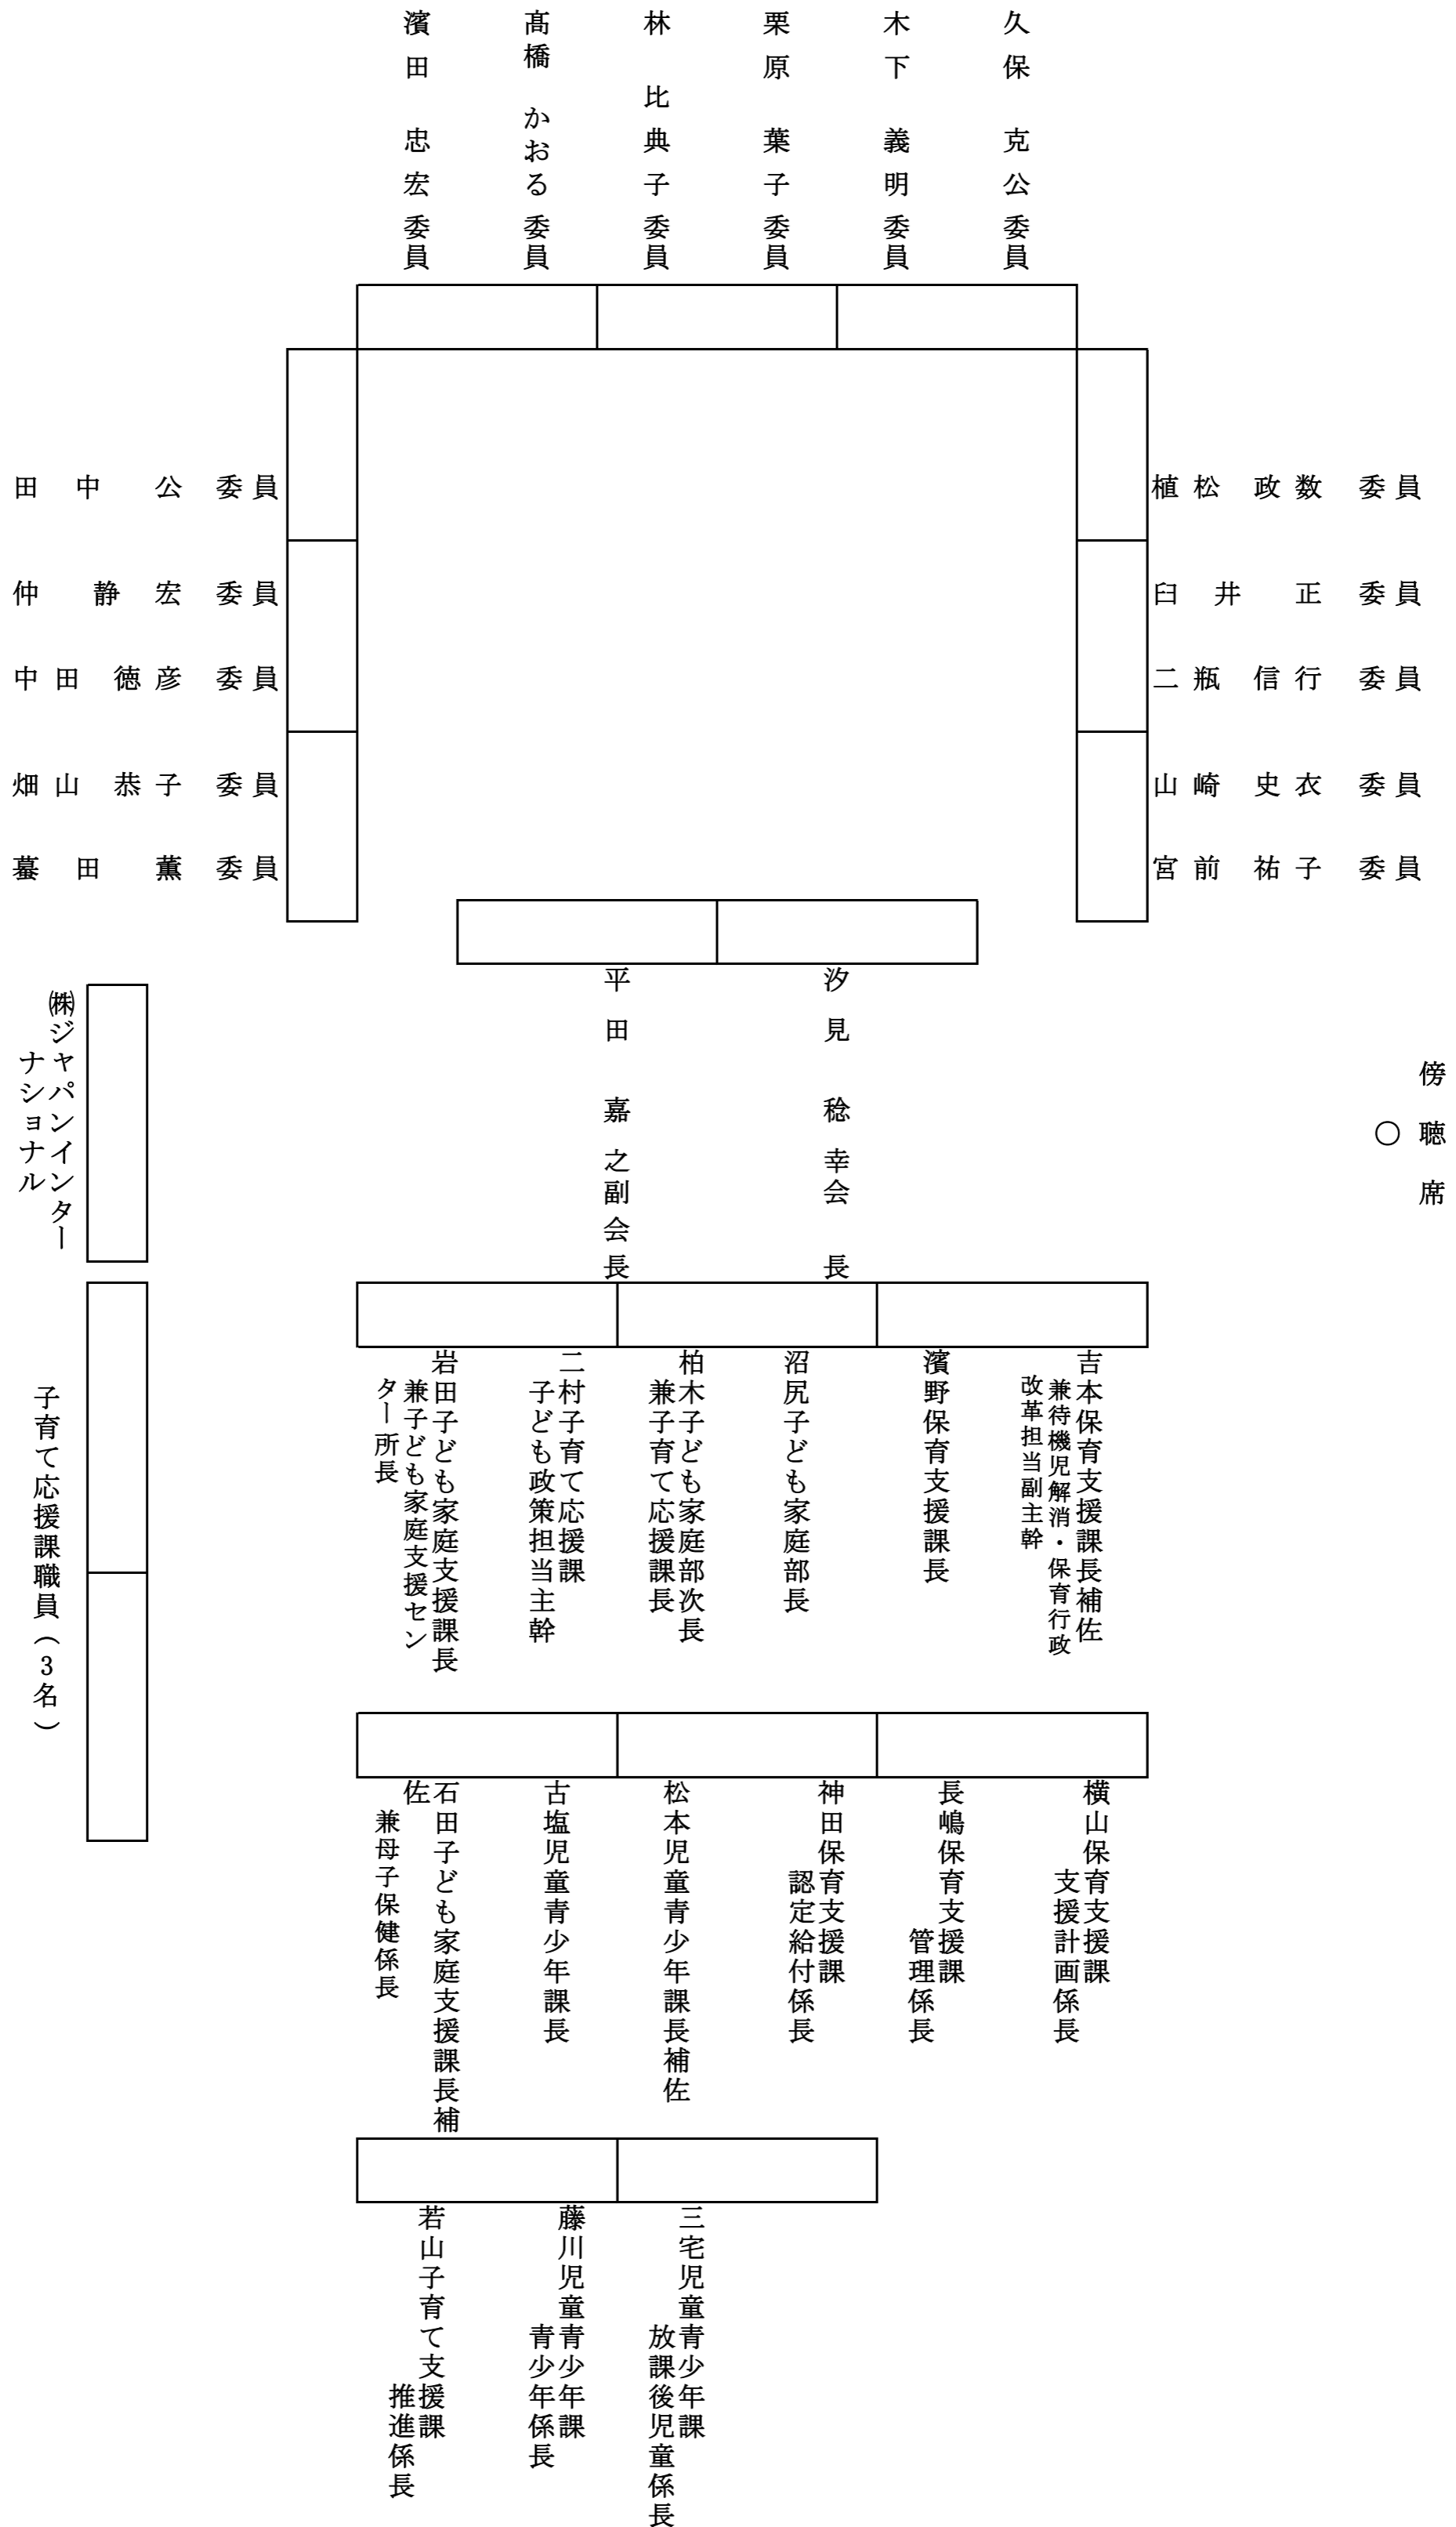 久保 克公委員
木下 義明委員
栗原 葉子委員
林 比典子委員
髙橋 かおる委員
濱田 忠宏委員
田中 公 委員
仲 静宏 委員
中田 徳彦 委員
畑山 恭子 委員
蟇田 薫 委員
植松 政数 委員
臼井 正 委員
二瓶 信行 委員
山崎 史衣 委員
宮前 祐子 委員
汐見 稔幸会長
平田 嘉之副会長
傍聴席
〇
㈱ジャパンインター
ナショナル
子育て応援課職員（3名）
吉本保育支援課長補佐
兼待機児解消・保育行政
改革担当副主幹
濱野保育支援課長
沼尻子ども家庭部長
柏木子ども家庭部次長
兼子育て応援課長
二村子育て応援課
子ども政策担当主幹
岩田子ども家庭支援課長
兼子ども家庭支援セン
ター所長
横山保育支援課
支援計画係長
長嶋保育支援課
管理係長
神田保育支援課
認定給付係長
松本児童青少年課長補佐
古塩児童青少年課長
石田子ども家庭支援課長補
佐
兼母子保健係長
三宅児童青少年課
放課後児童係長
藤川児童青少年課
青少年係長
若山子育て支援課
推進係長